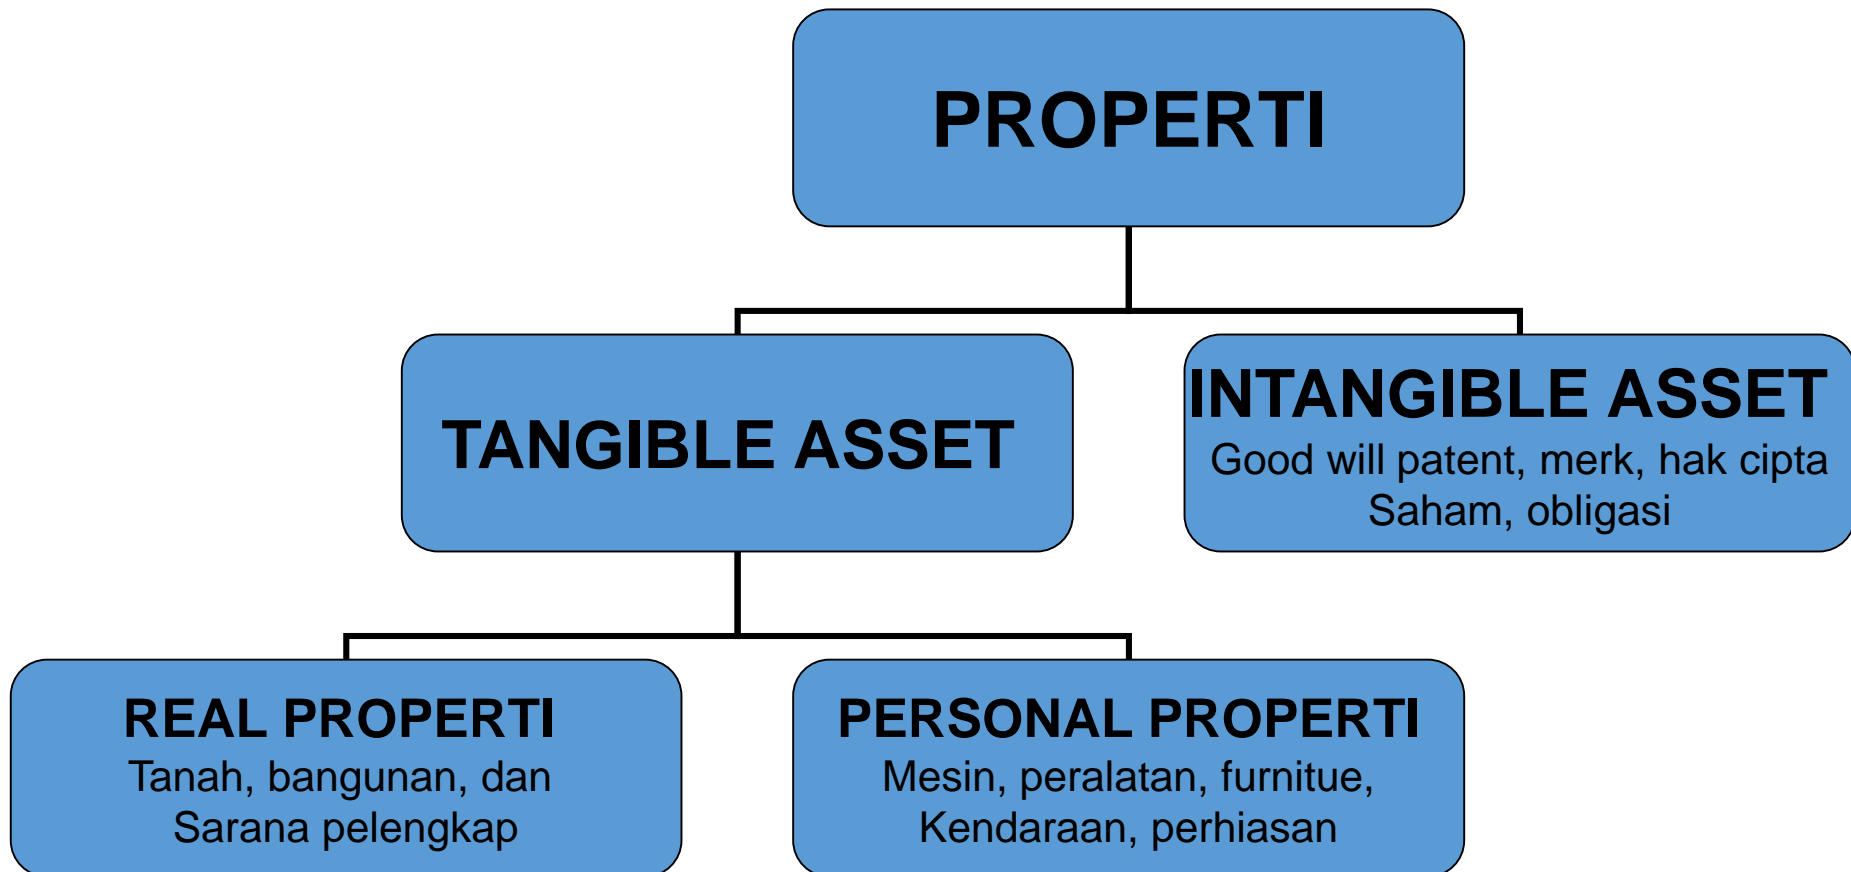 PROPERTI
TANGIBLE ASSET
INTANGIBLE ASSET
Good will patent, merk, hak cipta
Saham, obligasi
REAL PROPERTI
Tanah, bangunan, dan
Sarana pelengkap
PERSONAL PROPERTI
Mesin, peralatan, furnitue,
Kendaraan, perhiasan